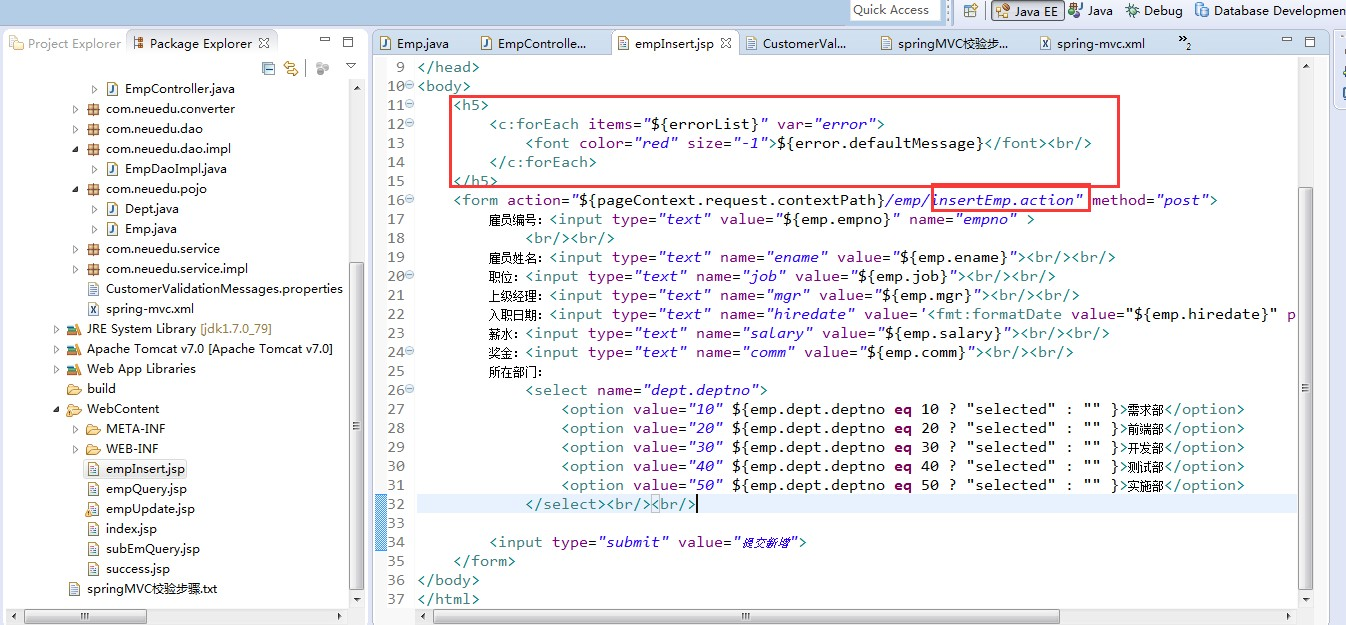 Quick Access
Java EE
Java
Debug
Database Developmen
Project Explorer
Package Explorer
Emp.java
EmpControlle...
empInsert.jsp
CustomerVal...
springMVC校验步...
spring-mvc.xml
»2
EmpController.java
com.neuedu.converter
com.neuedu.dao
com.neuedu.dao.impl
EmpDaoImpl.java
com.neuedu.pojo
Dept.java
Emp.java
com.neuedu.service
com.neuedu.service.impl
CustomerValidationMessages.properties
spring-mvc.xml
JRE System Library [jdk1.7.0_79]
Apache Tomcat v7.0 [Apache Tomcat v7.0]
Web App Libraries
build
WebContent
META-INF
WEB-INF
empInsert.jsp
empQuery.jsp
empUpdate.jsp
index.jsp
subEmQuery.jsp
success.jsp
springMVC校验步骤.txt
9 </head>
10 <body>
11 <h5>
12 <c:forEach items="${errorList}" var="error">
13 <font color="red" size="-1">${error.defaultMessage}</font><br/>
14 </c:forEach>
15 </h5>
16 <form action="${pageContext.request.contextPath}/emp/insertEmp.action" method="post">
17 雇员编号：<input type="text" value="${emp.empno}" name="empno" >
18 <br/><br/>
19 雇员姓名：<input type="text" name="ename" value="${emp.ename}"><br/><br/>
20 职位：<input type="text" name="job" value="${emp.job}"><br/><br/>
21 上级经理：<input type="text" name="mgr" value="${emp.mgr}"><br/><br/>
22 入职日期：<input type="text" name="hiredate" value='<fmt:formatDate value="${emp.hiredate}" p
23 薪水：<input type="text" name="salary" value="${emp.salary}"><br/><br/>
24 奖金：<input type="text" name="comm" value="${emp.comm}"><br/><br/>
25 所在部门：
26 <select name="dept.deptno">
27 <option value="10" ${emp.dept.deptno eq 10 ? "selected" : "" }>需求部</option>
28 <option value="20" ${emp.dept.deptno eq 20 ? "selected" : "" }>前端部</option>
29 <option value="30" ${emp.dept.deptno eq 30 ? "selected" : "" }>开发部</option>
30 <option value="40" ${emp.dept.deptno eq 40 ? "selected" : "" }>测试部</option>
31 <option value="50" ${emp.dept.deptno eq 50 ? "selected" : "" }>实施部</option>
32 </select><br/><br/>
33
34 <input type="submit" value="提交新增">
35 </form>
36 </body>
37 </html>